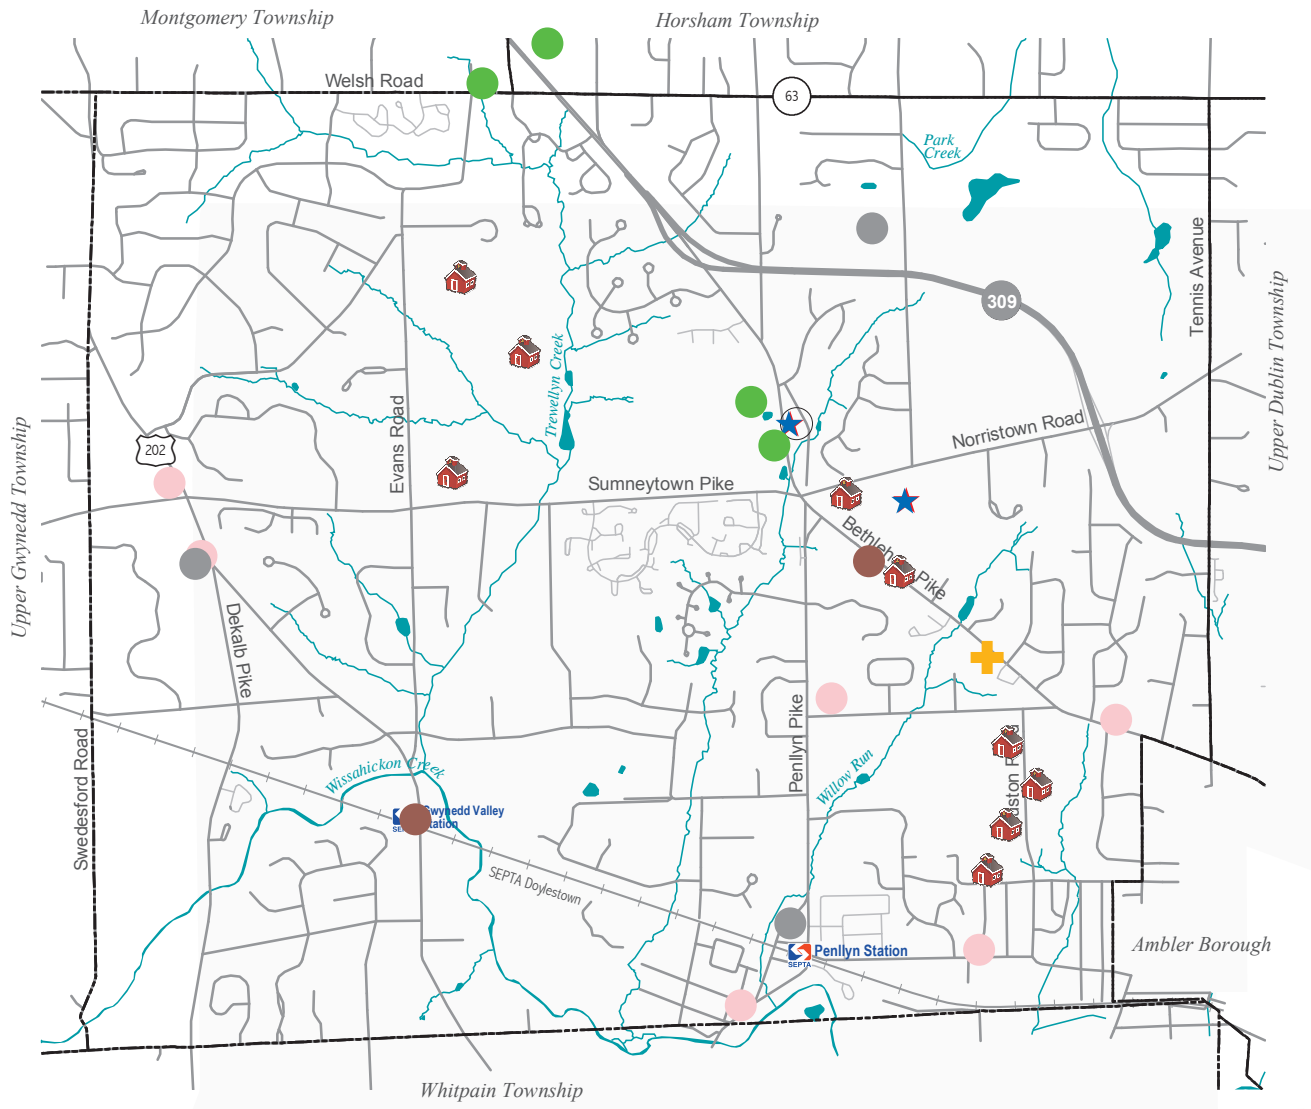 Montgomery Township
Horsham Township
Welsh Road
63
Park
Creek
Tennis Avenue
309
Upper Dublin Township
Trewellyn Creek
Evans Road
Norristown Road
202
Upper Gwynedd Township
Sumneytown Pike
Pike
Dekalb Pike
Penllyn Pike
Willow Run
Wissahickon Creek
Swedesford Road
Gwynedd Valley
Station
SEPTA Doylestown
Penllyn Station
SEPTA
Ambler Borough
Whitpain Township